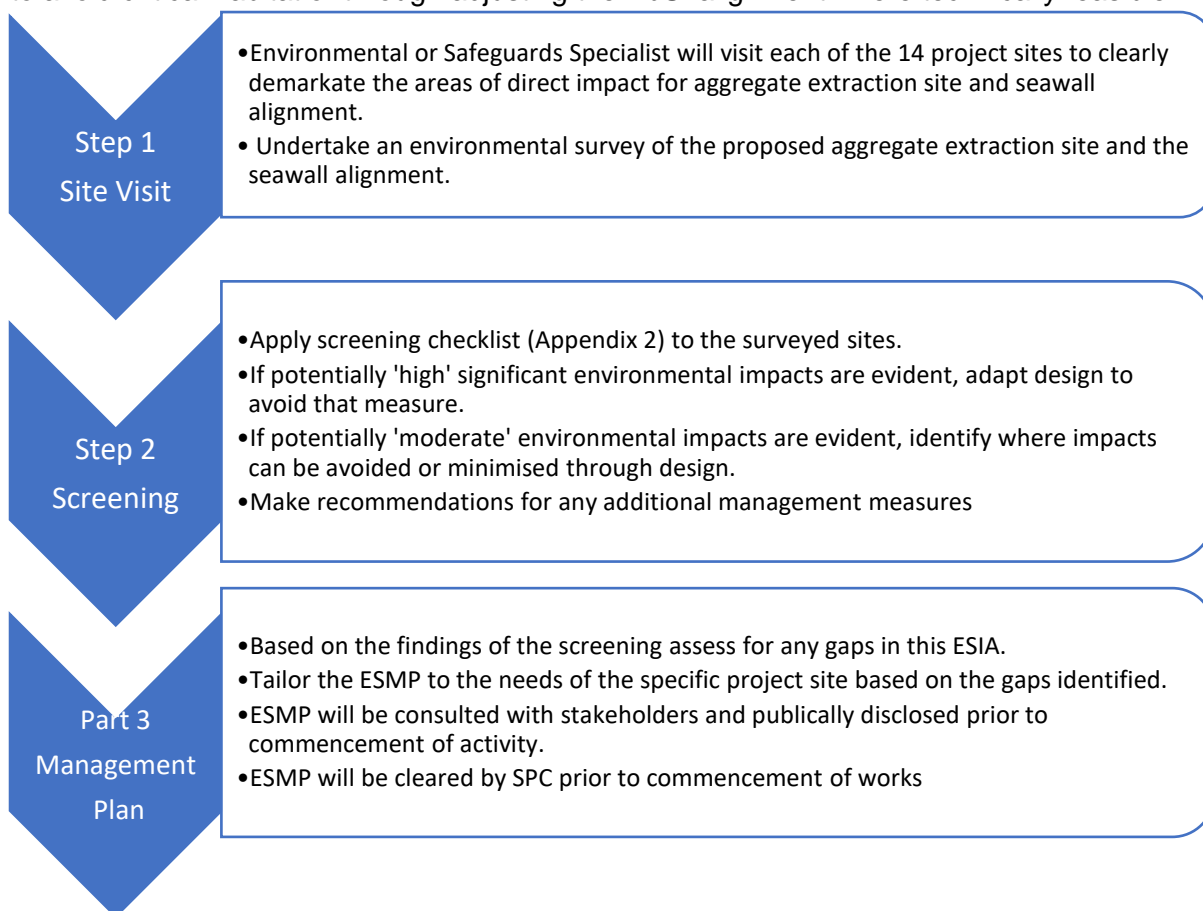 Step 1
Site Visit
•Environmental or Safeguards Specialist will visit each of the 14 project sites to clearly
demarkate the areas of direct impact for aggregate extraction site and seawall
alignment.
• Undertake an environmental survey of the proposed aggregate extraction site and the
seawall alignment.
Step 2
Screening
•Apply screening checklist (Appendix 2) to the surveyed sites.
•If potentially 'high' significant environmental impacts are evident, adapt design to
avoid that measure.
•If potentially 'moderate' environmental impacts are evident, identify where impacts
can be avoided or minimised through design.
•Make recommendations for any additional management measures
Part 3
Management
Plan
•Based on the findings of the screening assess for any gaps in this ESIA.
•Tailor the ESMP to the needs of the specific project site based on the gaps identified.
•ESMP will be consulted with stakeholders and publically disclosed prior to
commencement of activity.
•ESMP will be cleared by SPC prior to commencement of works